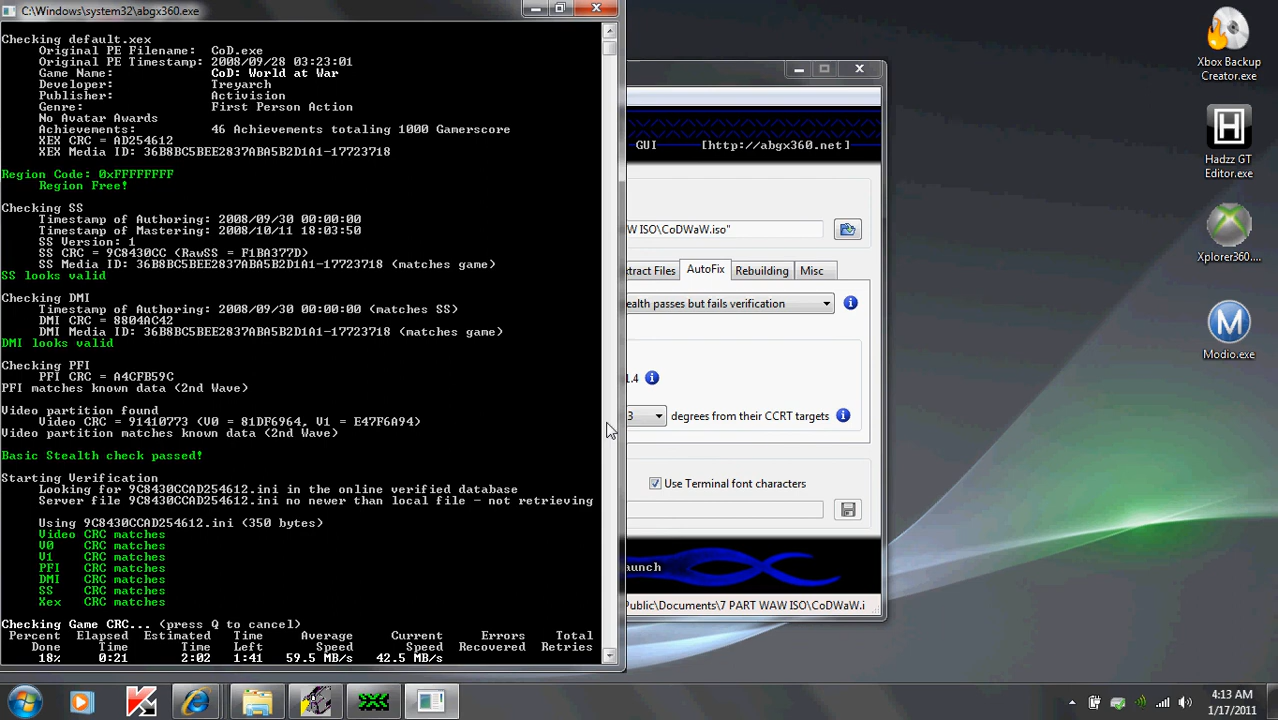 C:\Windows\system32\abgx360.exe
Checking default.xex
Original PE Filename: CoD.exe
Original PE Timestamp: 2008/09/28 03:23:01
Game Name: CoD: World at War
Developer: Treyarch
Publisher: Activision
Genre: First Person Action
No Avatar Awards
Achievements: 46 Achievements totaling 1000 Gamerscore
XEX CRC = AD254612
XEX Media ID: 36B8BC5BEE2837ABA5B2D1A1-17723718
Region Code: 0xFFFFFFFF
Region Free!
Checking SS
Timestamp of Authoring: 2008/09/30 00:00:00
Timestamp of Mastering: 2008/10/11 18:03:50
SS Version: 1
SS CRC = 9C8430CC (RawSS = F1BA377D)
SS Media ID: 36B8BC5BEE2837ABA5B2D1A1-17723718 (matches game)
SS looks valid
Checking DMI
Timestamp of Authoring: 2008/09/30 00:00:00 (matches SS)
DMI CRC = 8804AC42
DMI Media ID: 36B8BC5BEE2837ABA5B2D1A1-17723718 (matches game)
DMI looks valid
Checking PFI
PFI CRC = A4CFB59C
PFI matches known data (2nd Wave)
Video partition found
Video CRC = 91410773 (V0 = 81DF6964, V1 = E47F6A94)
Video partition matches known data (2nd Wave)
Basic Stealth check passed!
Starting Verification
Looking for 9C8430CCAD254612.ini in the online verified database
Server file 9C8430CCAD254612.ini no newer than local file - not retrieving
Using 9C8430CCAD254612.ini (350 bytes)
Video CRC matches
V0 CRC matches
V1 CRC matches
PFI CRC matches
DMI CRC matches
SS CRC matches
Xex CRC matches
Checking Game CRC... (press Q to cancel)
Percent Elapsed Estimated Time Average Current Errors Total
Done Time Time Left Speed Speed Recovered Retries
18% 0:21 2:02 1:41 59.5 MB/s 42.5 MB/s
GUI [http://abgx360.net]
W ISO\CoDWaW.iso"
tract Files AutoFix Rebuilding Misc
ealth passes but fails verification
1.4
3 degrees from their CCRT targets
Use Terminal font characters
aunch
Public\Documents\7 PART WAW ISO\CoDWaW.i
Xbox Backup
Creator.exe
Hadzz GT
Editor.exe
Xplorer360....
Modio.exe
4:13 AM
1/17/2011